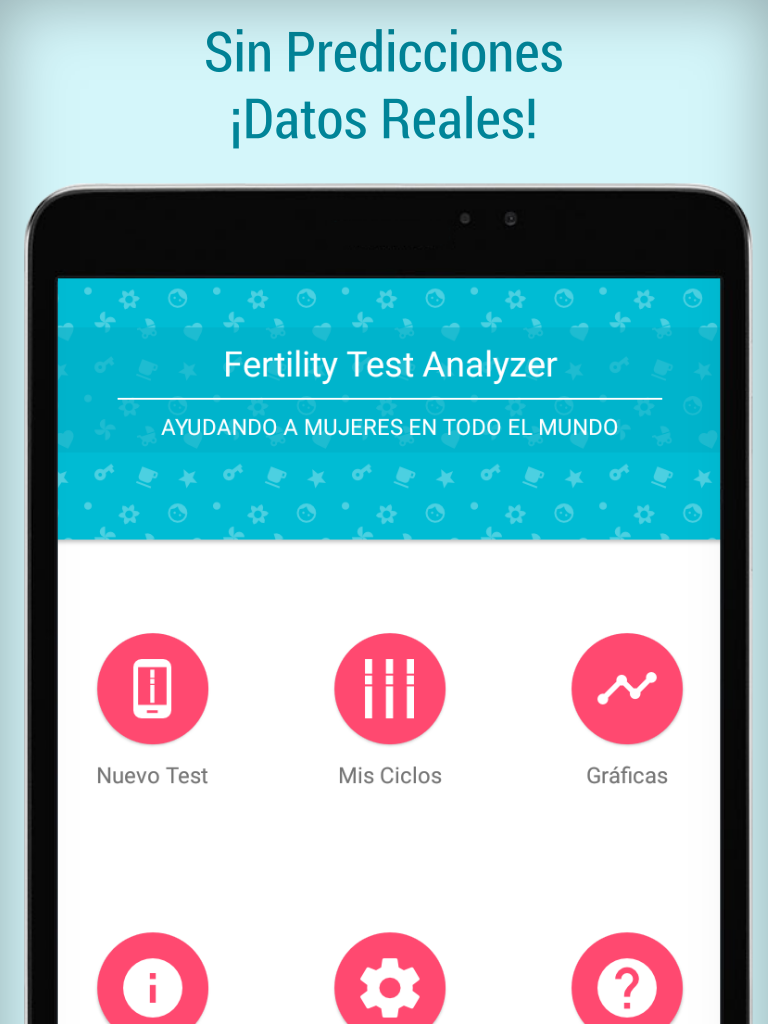 Sin Predicciones
¡Datos Reales!
Fertility Test Analyzer
AYUDANDO A MUJERES EN TODO EL MUNDO
Nuevo Test
Mis Ciclos
Gráficas